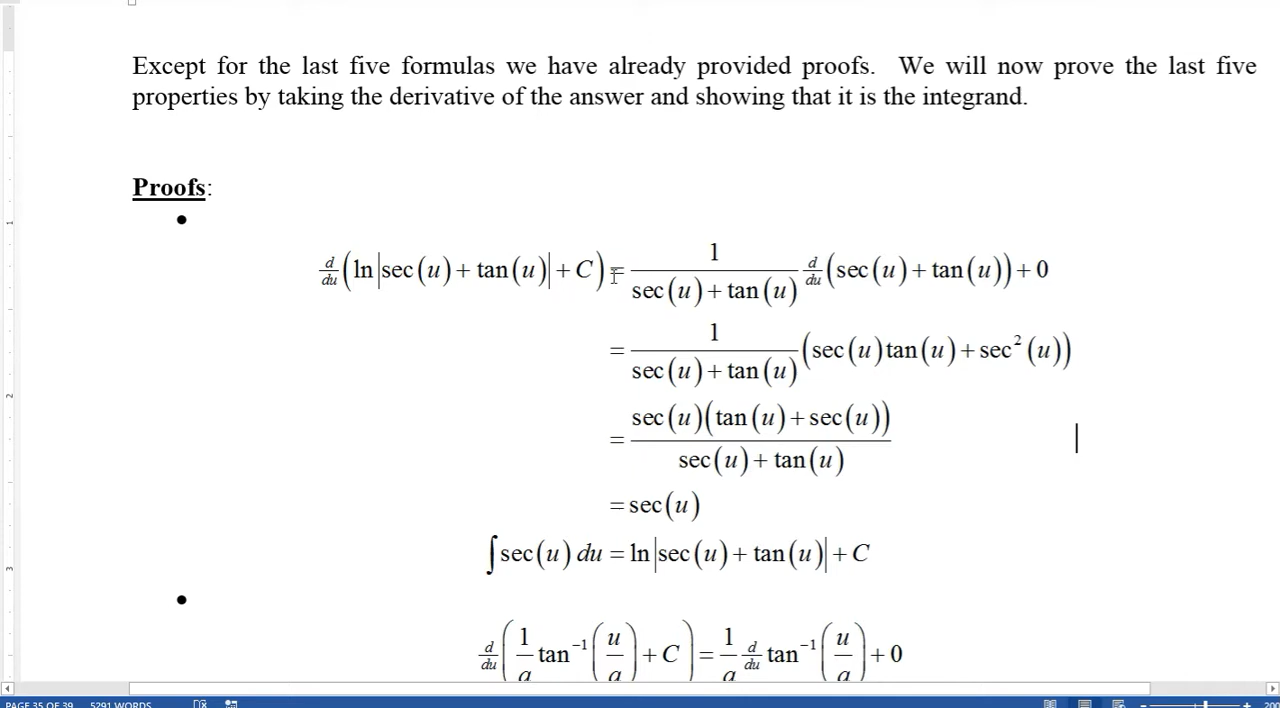 Except for the last five formulas we have already provided proofs. We will now prove the last five
properties by taking the derivative of the answer and showing that it is the integrand.
Proofs:
•
d/du (ln|sec(u) + tan(u)| + C) = 1/(sec(u) + tan(u)) d/du (sec(u) + tan(u)) + 0
= 1/(sec(u) + tan(u)) (sec(u)tan(u) + sec²(u))
= sec(u)(tan(u) + sec(u))/(sec(u) + tan(u))
= sec(u)
∫ sec(u) du = ln|sec(u) + tan(u)| + C
•
d/du (1/a tan⁻¹(u/a) + C) = 1/a d/du tan⁻¹(u/a) + 0
PAGE 35 OF 39 5291 WORDS